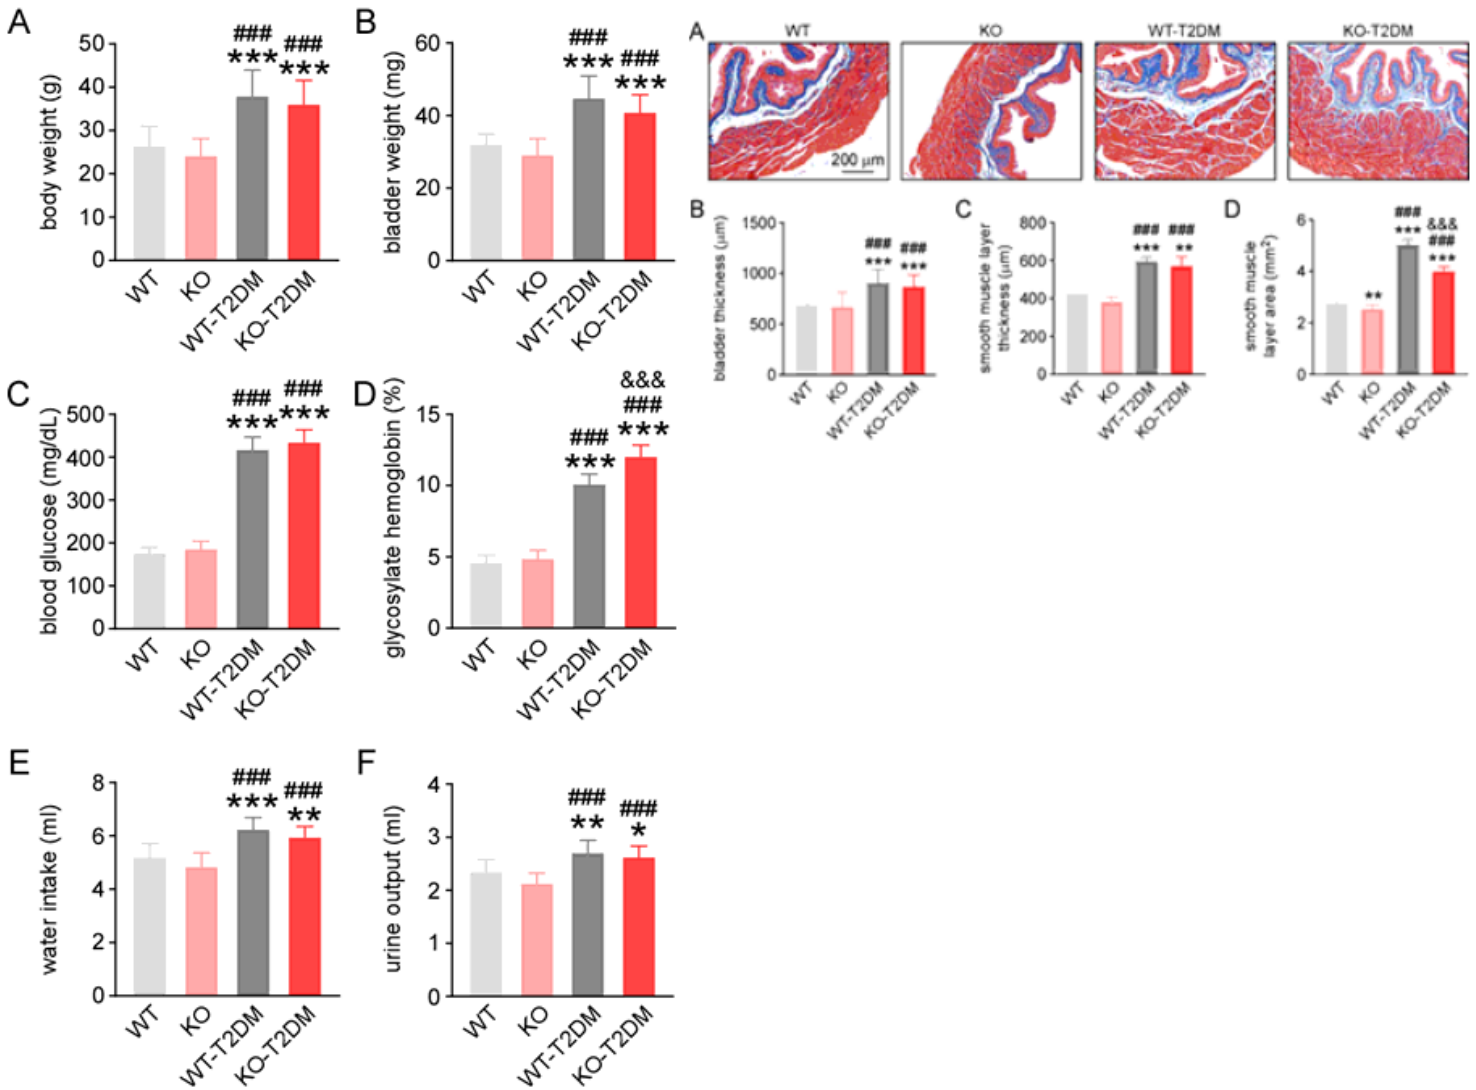 A
body weight (g)
50
40
30
20
10
0
###
***
###
***
WT
KO
WT-T2DM
KO-T2DM
B
bladder weight (mg)
60
40
20
0
###
***
###
***
WT
KO
WT-T2DM
KO-T2DM
C
blood glucose (mg/dL)
500
400
300
200
100
0
###
***
###
***
WT
KO
WT-T2DM
KO-T2DM
D
glycosylate hemoglobin (%)
15
10
5
0
###
***
&&&
###
***
WT
KO
WT-T2DM
KO-T2DM
E
water intake (ml)
8
6
4
2
0
###
***
###
**
WT
KO
WT-T2DM
KO-T2DM
F
urine output (ml)
4
3
2
1
0
###
**
###
*
WT
KO
WT-T2DM
KO-T2DM
A
WT
KO
WT-T2DM
KO-T2DM
200 μm
B
bladder thickness (μm)
1500
1000
500
0
###
***
###
***
WT
KO
WT-T2DM
KO-T2DM
C
smooth muscle layer
thickness (μm)
800
600
400
200
0
###
***
###
**
WT
KO
WT-T2DM
KO-T2DM
D
smooth muscle
layer area (mm²)
6
4
2
0
**
###
***
&&&
###
***
WT
KO
WT-T2DM
KO-T2DM